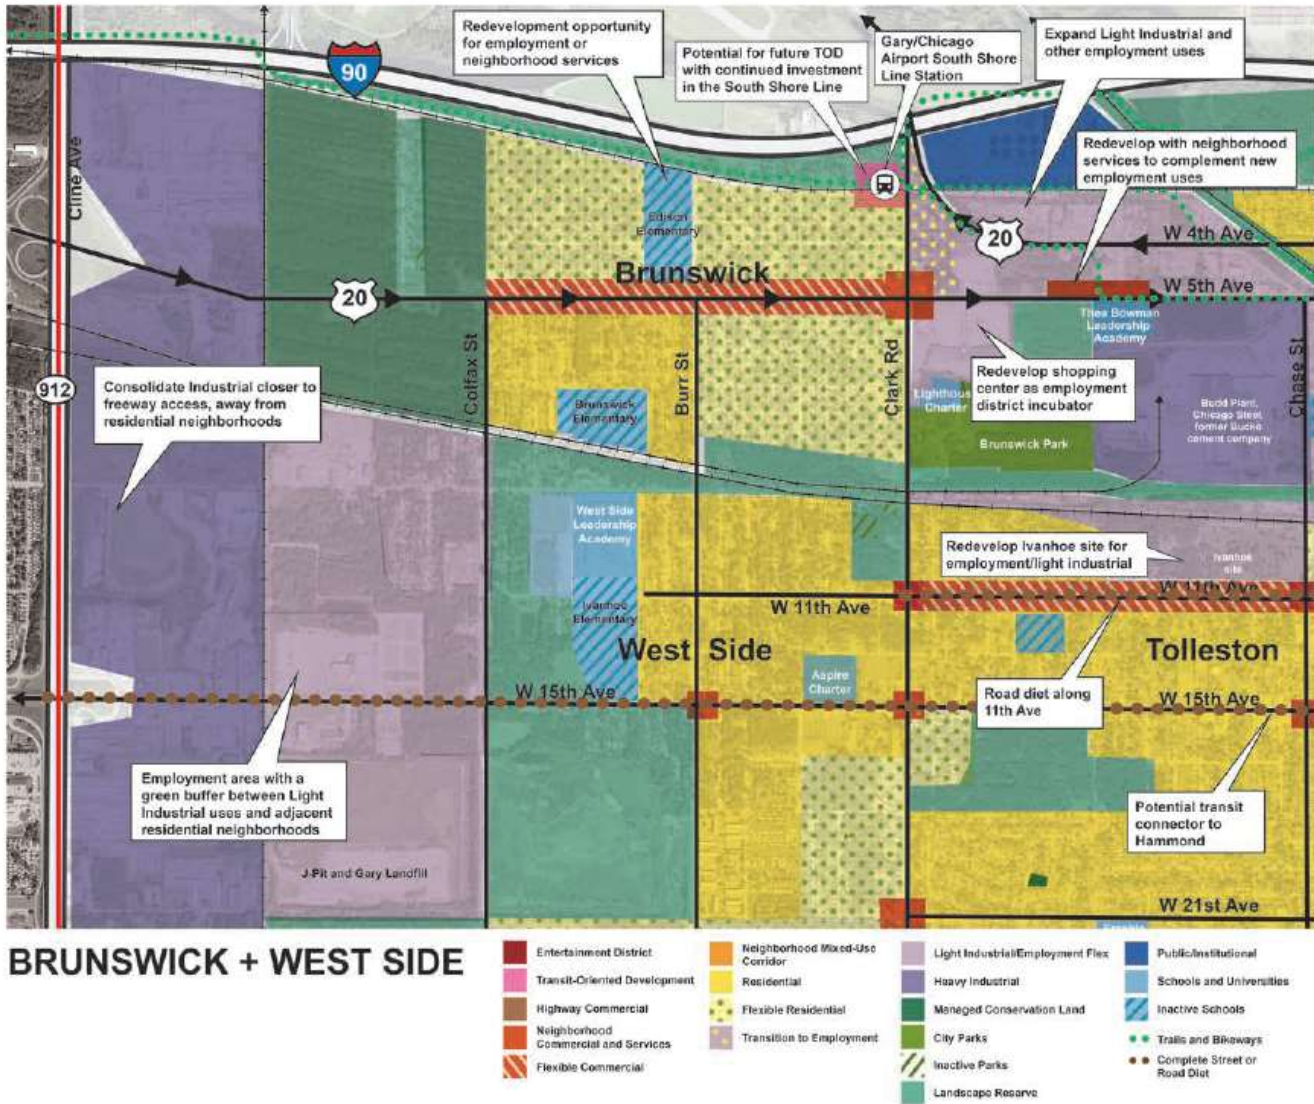 Redevelopment opportunity
for employment or
neighborhood services
Potential for future TOD
with continued investment
in the South Shore Line
Gary/Chicago
Airport South Shore
Line Station
Expand Light Industrial and
other employment uses
90
Cline Ave
Redevelop with neighborhood
services to complement new
employment uses
Edison
Elementary
Brunswick
20
20
W 4th Ave
W 5th Ave
Thea Bowman
Leadership
Academy
912
Consolidate Industrial closer to
freeway access, away from
residential neighborhoods
Colfax St
Burr St
Clark Rd
Chase St
Redevelop shopping
center as employment
district incubator
Brunswick
Elementary
Charter
Brunswick Park
Budd Plant,
Chicago Steel,
former Bucko
cement company
West Side
Leadership
Academy
Redevelop Ivanhoe site for
employment/light industrial
Ivanhoe
site
Ivanhoe
Elementary
W 11th Ave
W 11th Ave
West Side
Tolleston
Aspire
Charter
W 15th Ave
Road diet along
11th Ave
W 15th Ave
Employment area with a
green buffer between Light
Industrial uses and adjacent
residential neighborhoods
Potential transit
connector to
Hammond
J-Pit and Gary Landfill
W 21st Ave
BRUNSWICK + WEST SIDE
Entertainment District
Transit-Oriented Development
Highway Commercial
Neighborhood
Commercial and Services
Flexible Commercial
Neighborhood Mixed-Use
Corridor
Residential
Flexible Residential
Transition to Employment
Light Industrial/Employment Flex
Heavy Industrial
Managed Conservation Land
City Parks
Inactive Parks
Landscape Reserve
Public/Institutional
Schools and Universities
Inactive Schools
Trails and Bikeways
Complete Street or
Road Diet